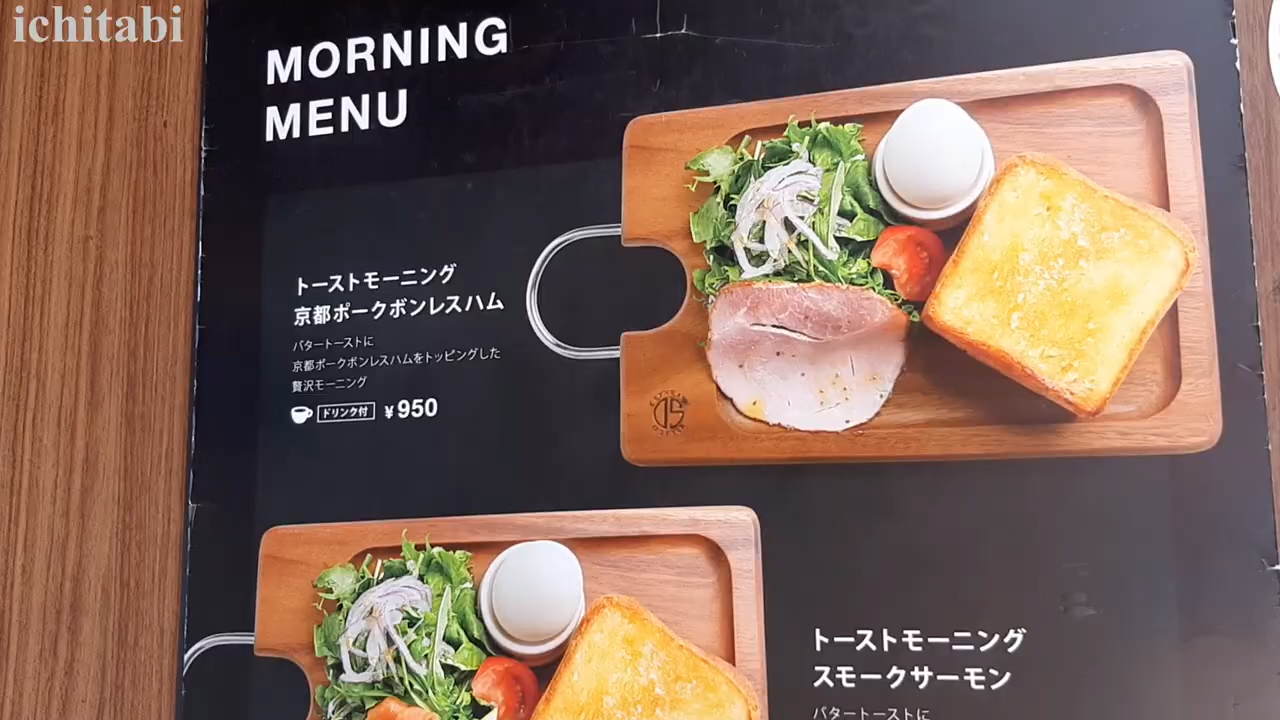 ichitabi
MORNING
MENU
トーストモーニング
京都ポークボンレスハム
バタートーストに
京都ポークボンレスハムをトッピングした
贅沢モーニング
ドリンク付 ¥950
トーストモーニング
スモークサーモン
バタートーストに